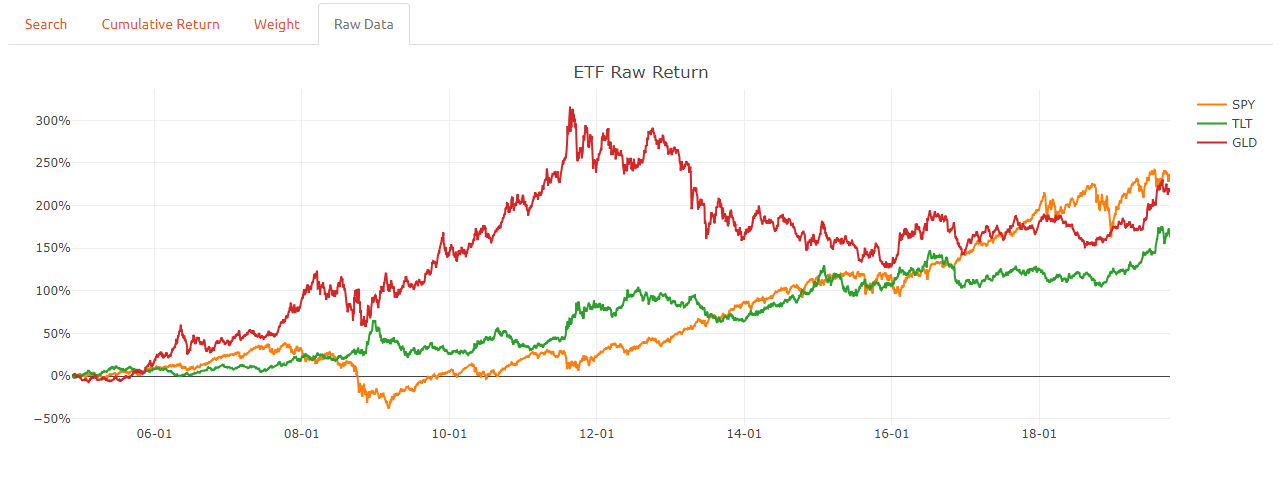 Search Cumulative Return Weight Raw Data
ETF Raw Return
SPY
TLT
GLD
300%
250%
200%
150%
100%
50%
0%
−50%
06-01 08-01 10-01 12-01 14-01 16-01 18-01